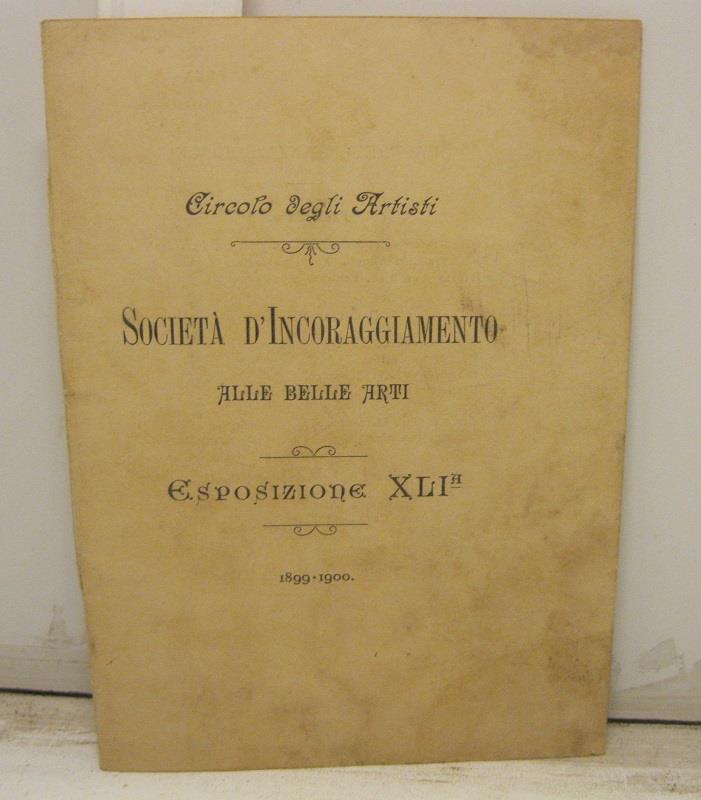 Circolo degli Artisti
SOCIETÀ D'INCORAGGIAMENTO
ALLE BELLE ARTI
ESPOSIZIONE XLIᴬ
1899-1900.